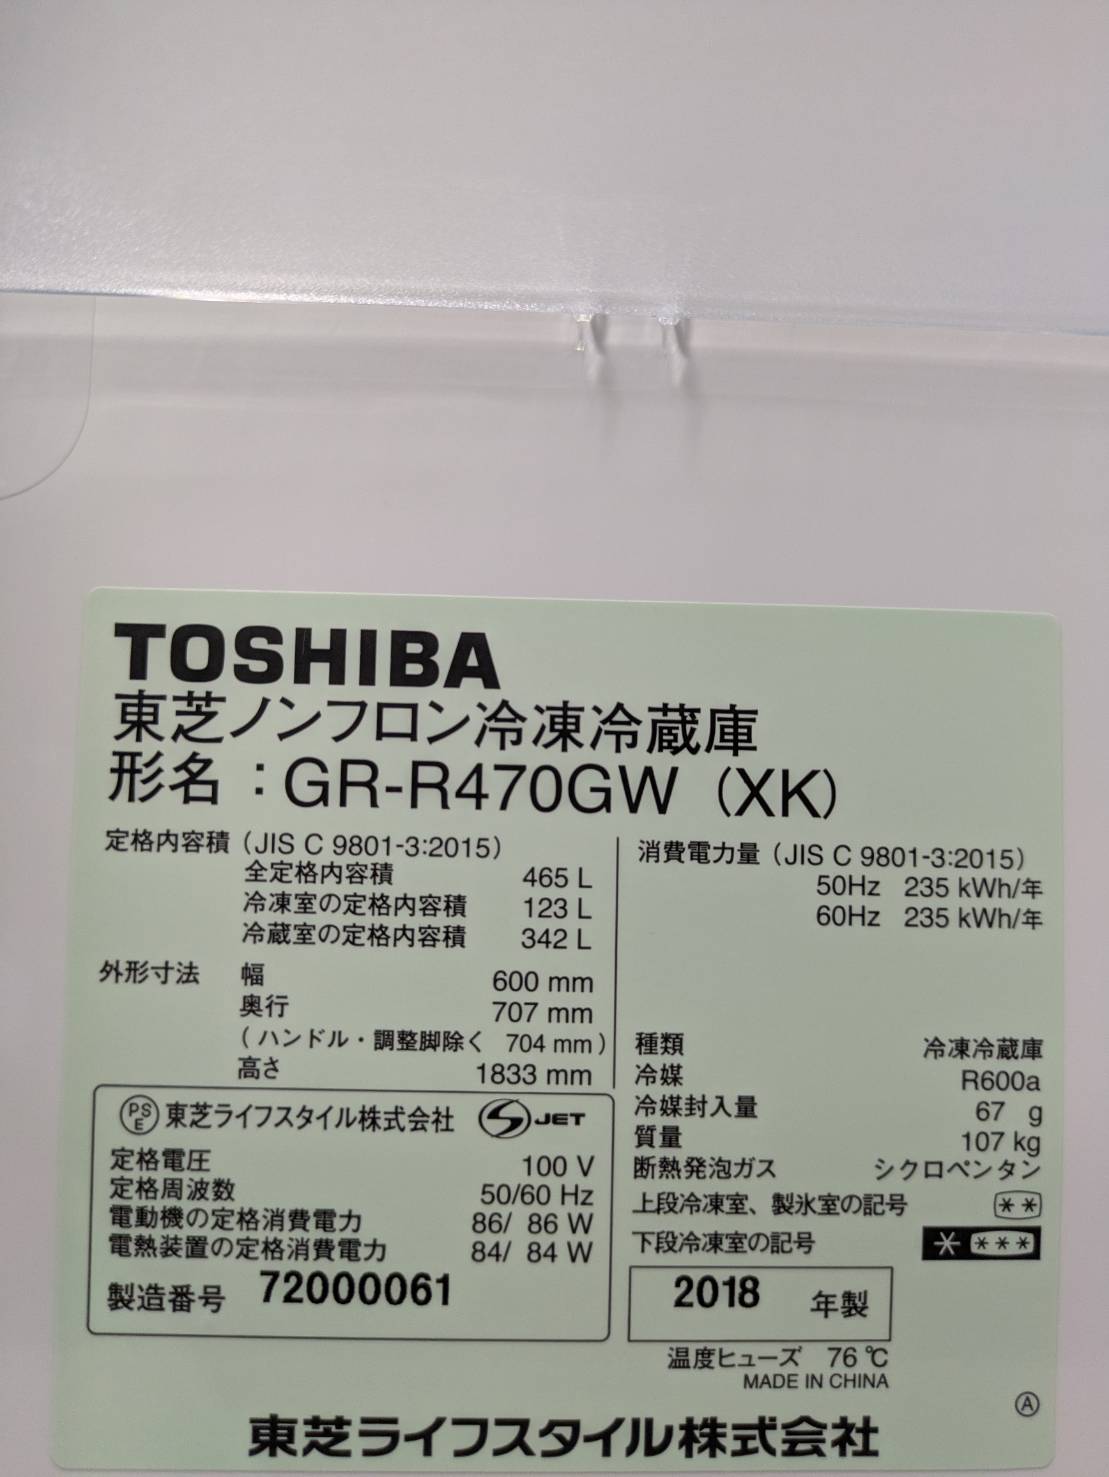 TOSHIBA
東芝ノンフロン冷凍冷蔵庫
形名：GR-R470GW (XK)
定格内容積 (JIS C 9801-3:2015)
全定格内容積 465 L
冷凍室の定格内容積 123 L
冷蔵室の定格内容積 342 L
外形寸法 幅 600 mm
奥行 707 mm
(ハンドル・調整脚除く 704 mm)
高さ 1833 mm
PSE 東芝ライフスタイル株式会社 S JET
定格電圧 100 V
定格周波数 50/60 Hz
電動機の定格消費電力 86/ 86 W
電熱装置の定格消費電力 84/ 84 W
製造番号 72000061
消費電力量 (JIS C 9801-3:2015)
50Hz 235 kWh/年
60Hz 235 kWh/年
種類 冷凍冷蔵庫
冷媒 R600a
冷媒封入量 67 g
質量 107 kg
断熱発泡ガス シクロペンタン
上段冷凍室、製氷室の記号 **
下段冷凍室の記号 * ***
2018 年製
温度ヒューズ 76 ℃
MADE IN CHINA
Ⓐ
東芝ライフスタイル株式会社